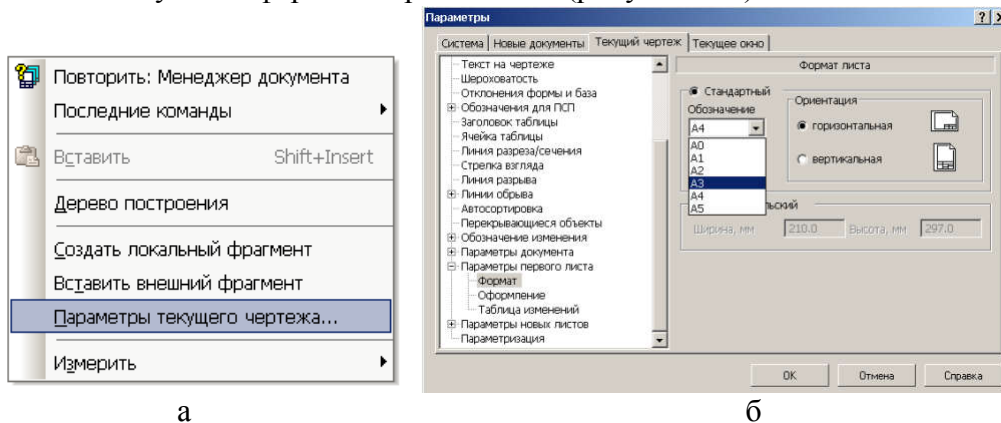 Параметры
Система Новые документы Текущий чертеж Текущее окно
Повторить: Менеджер документа
Последние команды
Вставить Shift+Insert
Дерево построения
Создать локальный фрагмент
Вставить внешний фрагмент
Параметры текущего чертежа...
Измерить
Текст на чертеже
Шероховатость
Отклонения формы и база
Обозначения для ПСП
Заголовок таблицы
Ячейка таблицы
Линия разреза/сечения
Стрелка взгляда
Линия разрыва
Линии обрыва
Автосортировка
Перекрывающиеся объекты
Обозначение изменения
Параметры документа
Параметры первого листа
Формат
Оформление
Таблица изменений
Параметры новых листов
Параметризация
Формат листа
Стандартный
Обозначение
A4
A0
A1
A2
A3
A4
A5
Ориентация
горизонтальная
вертикальная
Ширина, мм 210.0 Высота, мм 297.0
OK Отмена Справка
а б